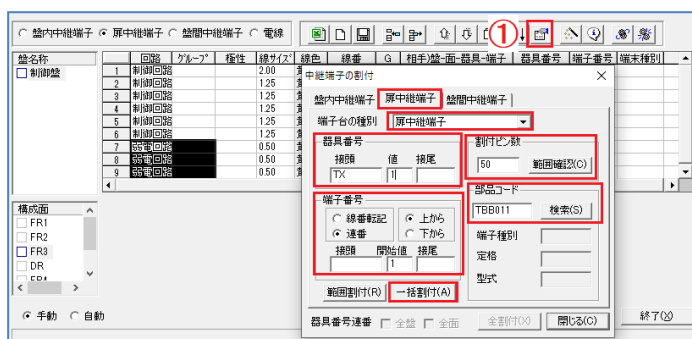 盤内中継端子 扉中継端子 盤間中継端子 電線
①
盤名称
制御盤
回路 グループ 極性 線サイズ 線色 線番 G 相手)盤-面-器具-端子 器具番号 端子番号 端末種別
1 制御回路 2.00
2 制御回路 1.25
3 制御回路 1.25
4 制御回路 1.25
5 制御回路 1.25
6 制御回路 1.25
7 弱電回路 0.50
8 弱電回路 0.50
9 弱電回路 0.50
構成面
FR1
FR2
FR3
DR
手動 自動
中継端子の割付
盤内中継端子 扉中継端子 盤間中継端子
端子台の種別 扉中継端子
器具番号
接頭 値 接尾
TX 1
割付ピン数
50 範囲確認(C)
端子番号
線番転記 上から
連番 下から
接頭 開始値 接尾
1
部品コード
TBB011 検索(S)
端子種別
定格
型式
範囲割付(R) 一括割付(A)
器具番号連番 全盤 全面 全割付(X) 閉じる(C)
終了(X)